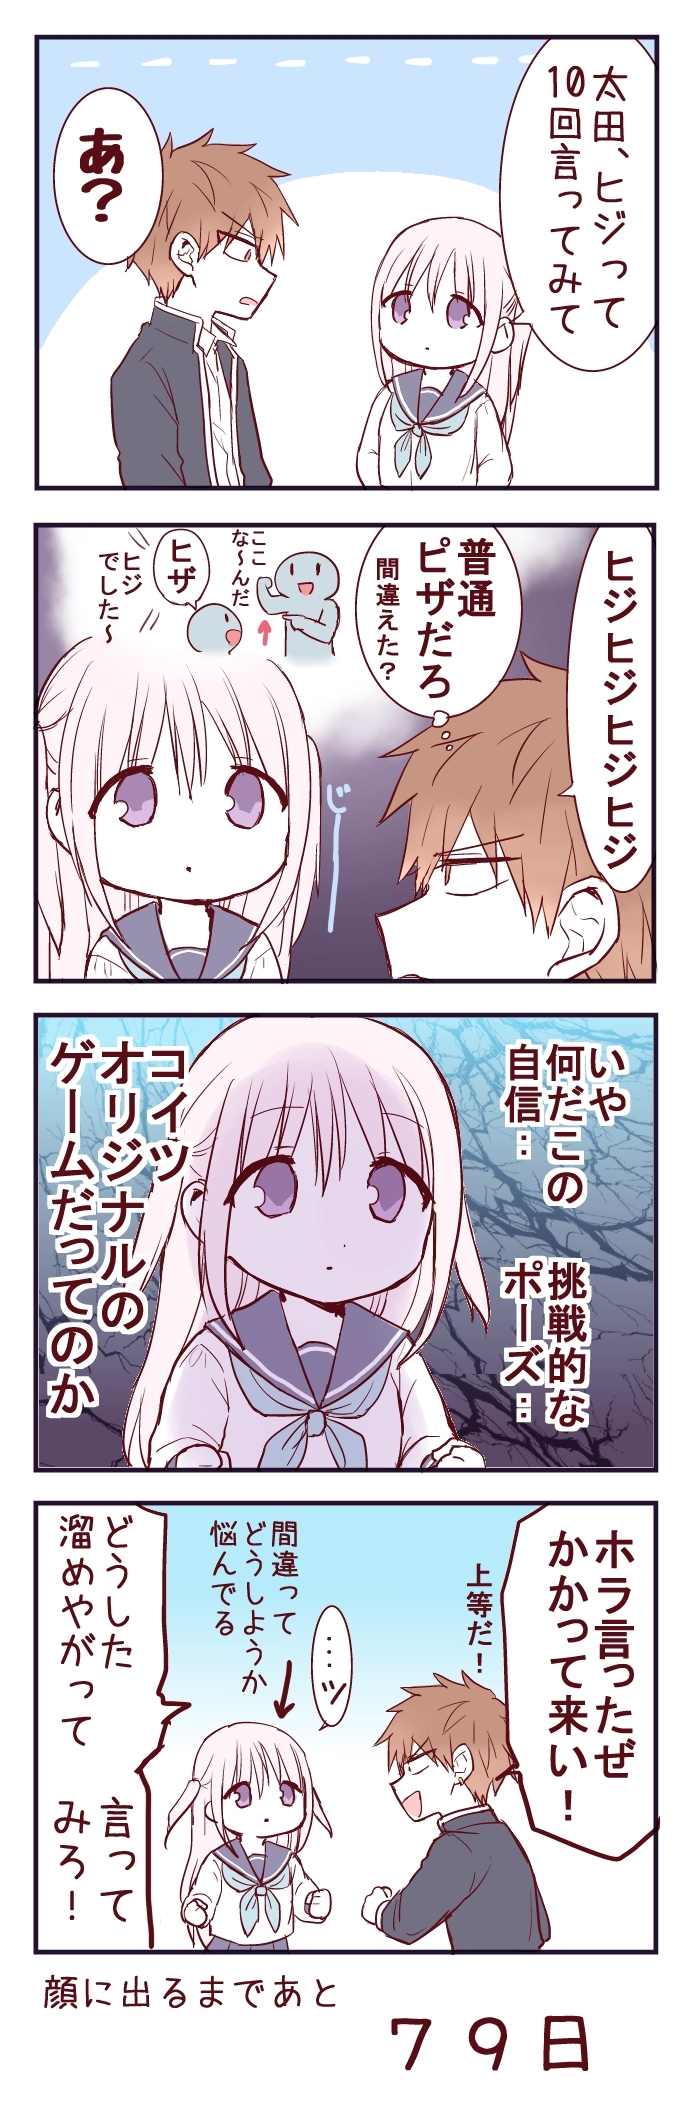 太田、ヒジって
10回言ってみて
あ？
ヒジヒジヒジヒジ
普通
ピザだろ
間違えた？
ここ
な〜んだ
ヒザ
ヒジ
でした〜
じー
いや
何だこの
自信‥
挑戦的な
ポーズ‥
コイツ
オリジナルの
ゲームだってのか
ホラ言ったぜ
かかって来い！
上等だ！
…ッ
間違って
どうしようか
悩んでる
どうした
溜めやがって
言って
みろ！
顔に出るまであと
７９日